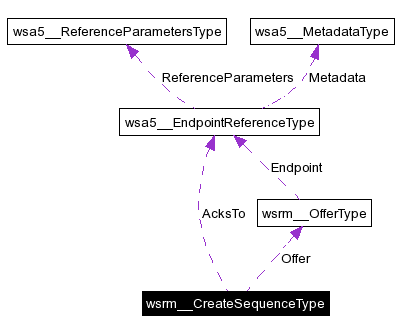 wsa5__ReferenceParametersType
wsa5__MetadataType
ReferenceParameters
Metadata
wsa5__EndpointReferenceType
Endpoint
AcksTo
wsrm__OfferType
Offer
wsrm__CreateSequenceType